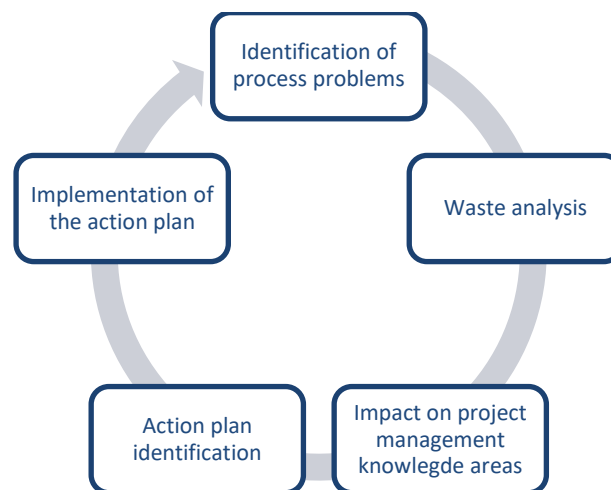 Identification of
process problems
Waste analysis
Impact on project
management
knowlegde areas
Action plan
identification
Implementation of
the action plan